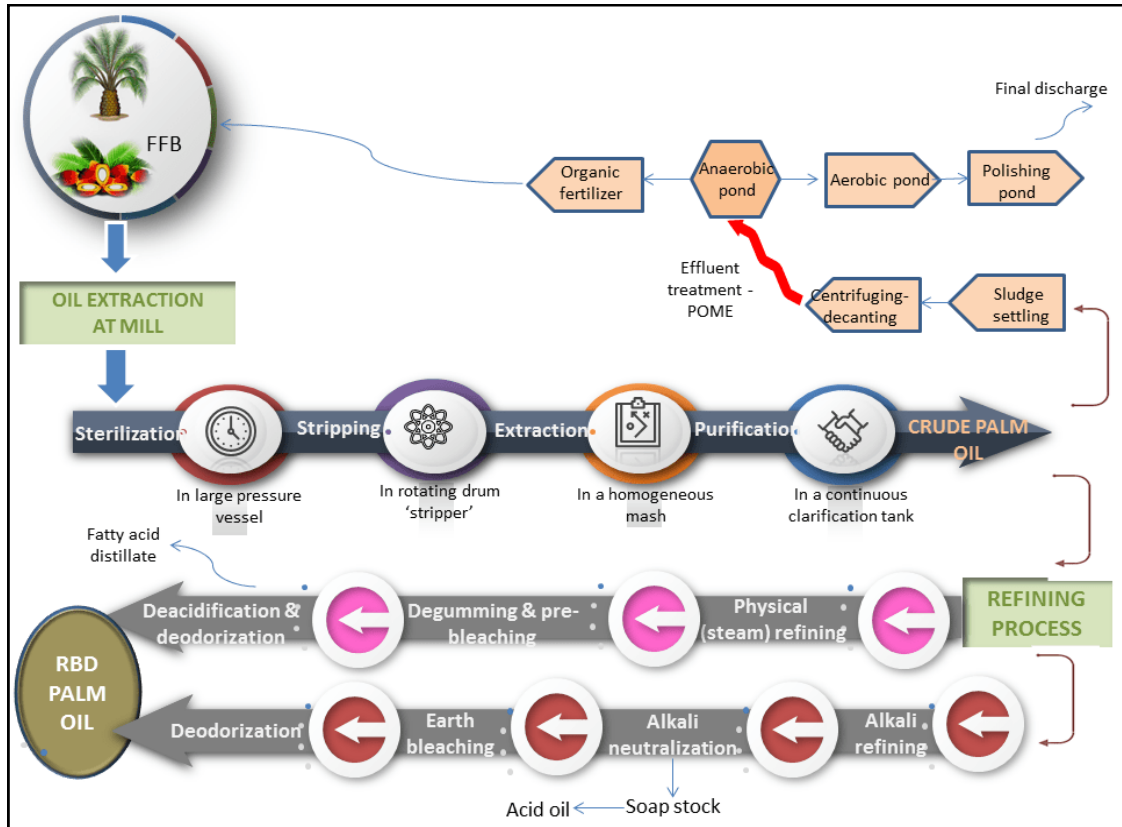 FFB
Final discharge
Organic
fertilizer
Anaerobic
pond
Aerobic pond
Polishing
pond
Effluent
treatment -
POME
Centrifuging-
decanting
Sludge
settling
OIL EXTRACTION
AT MILL
Sterilization
Stripping
Extraction
Purification
CRUDE PALM
OIL
In large pressure
vessel
In rotating drum
‘stripper’
In a homogeneous
mash
In a continuous
clarification tank
Fatty acid
distillate
Deacidification &
deodorization
Degumming & pre-
bleaching
Physical
(steam) refining
REFINING
PROCESS
RBD
PALM
OIL
Deodorization
Earth
bleaching
Alkali
neutralization
Alkali
refining
Acid oil
Soap stock